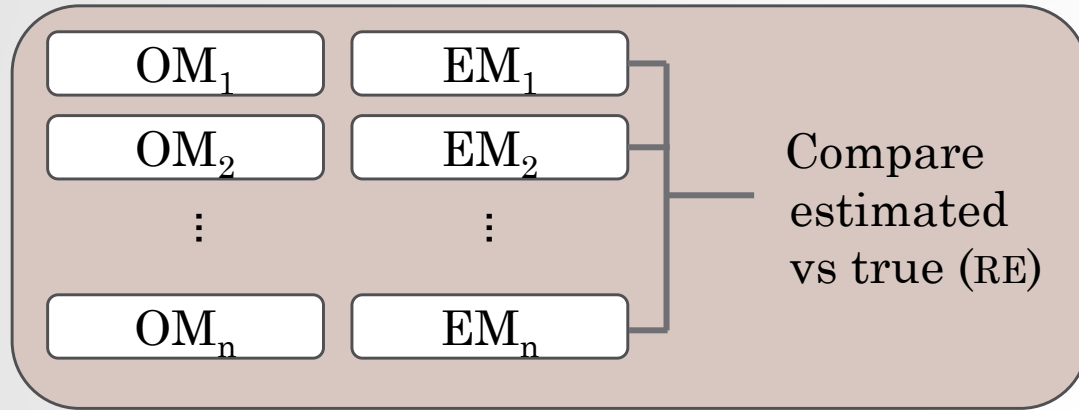 OM₁ EM₁
OM₂ EM₂
⋮ ⋮
OMₙ EMₙ
Compare
estimated
vs true (RE)